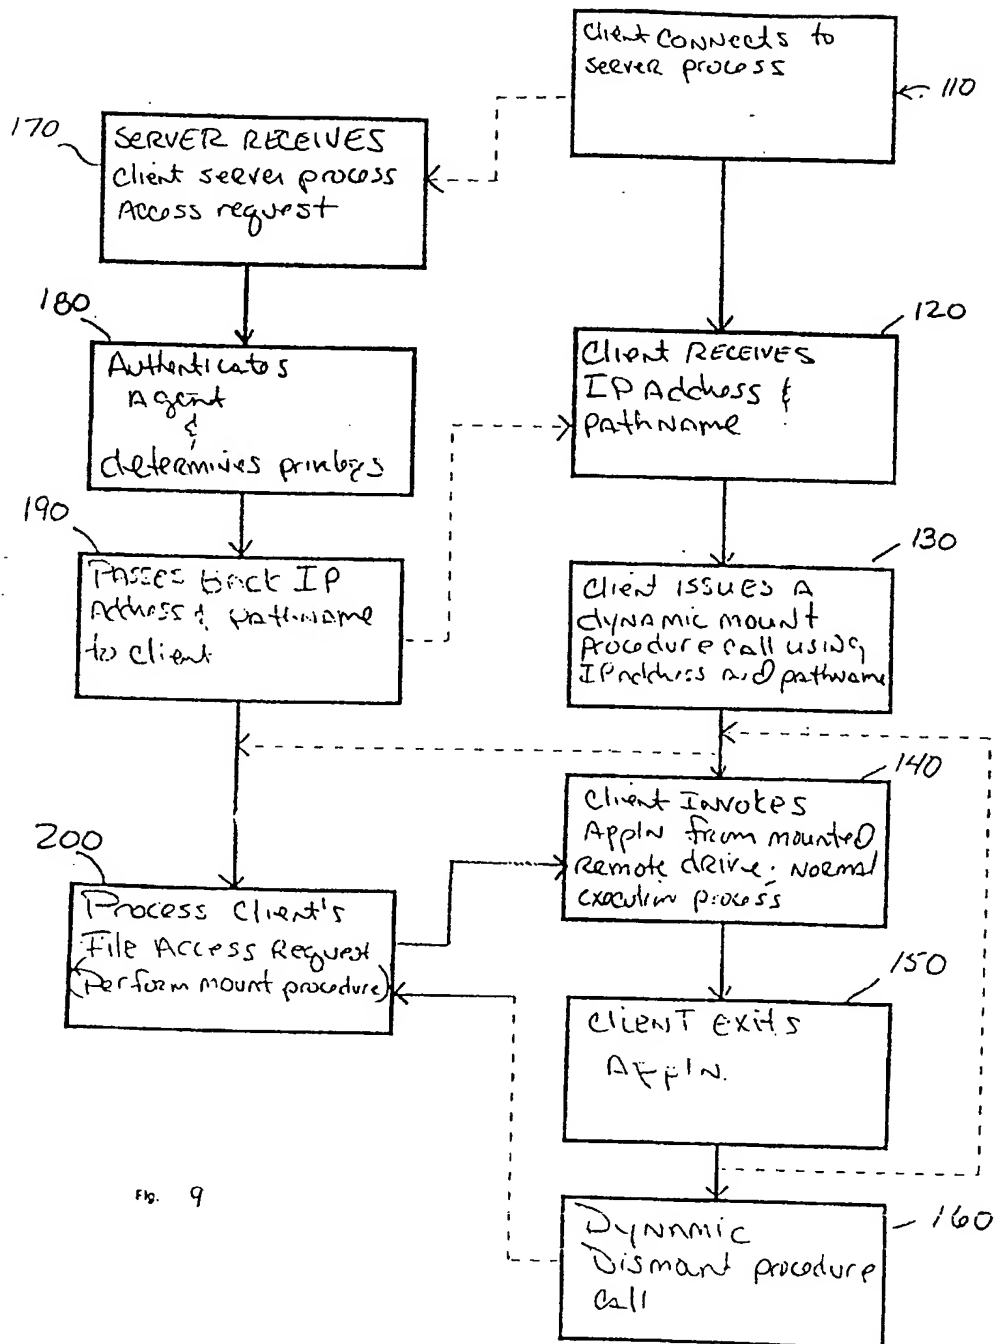 Client CONNECTS to
server process
110
170
SERVER RECEIVES
Client server process
Access request
180
Authenticates
Agent
&
determines privileges
120
Client RECEIVES
IP Address &
PATHNAME
190
PASSES back IP
Address & pathname
to client
130
Client ISSUES A
dynamic mount
procedure call using
IP address and pathname
140
Client Invokes
Appln from mounted
Remote drive; Normal
execution process
200
Process Client's
File Access Request
(Perform mount procedure)
150
Client EXITS
Appln.
160
Dynamic
Dismant procedure
call
FIG. 9